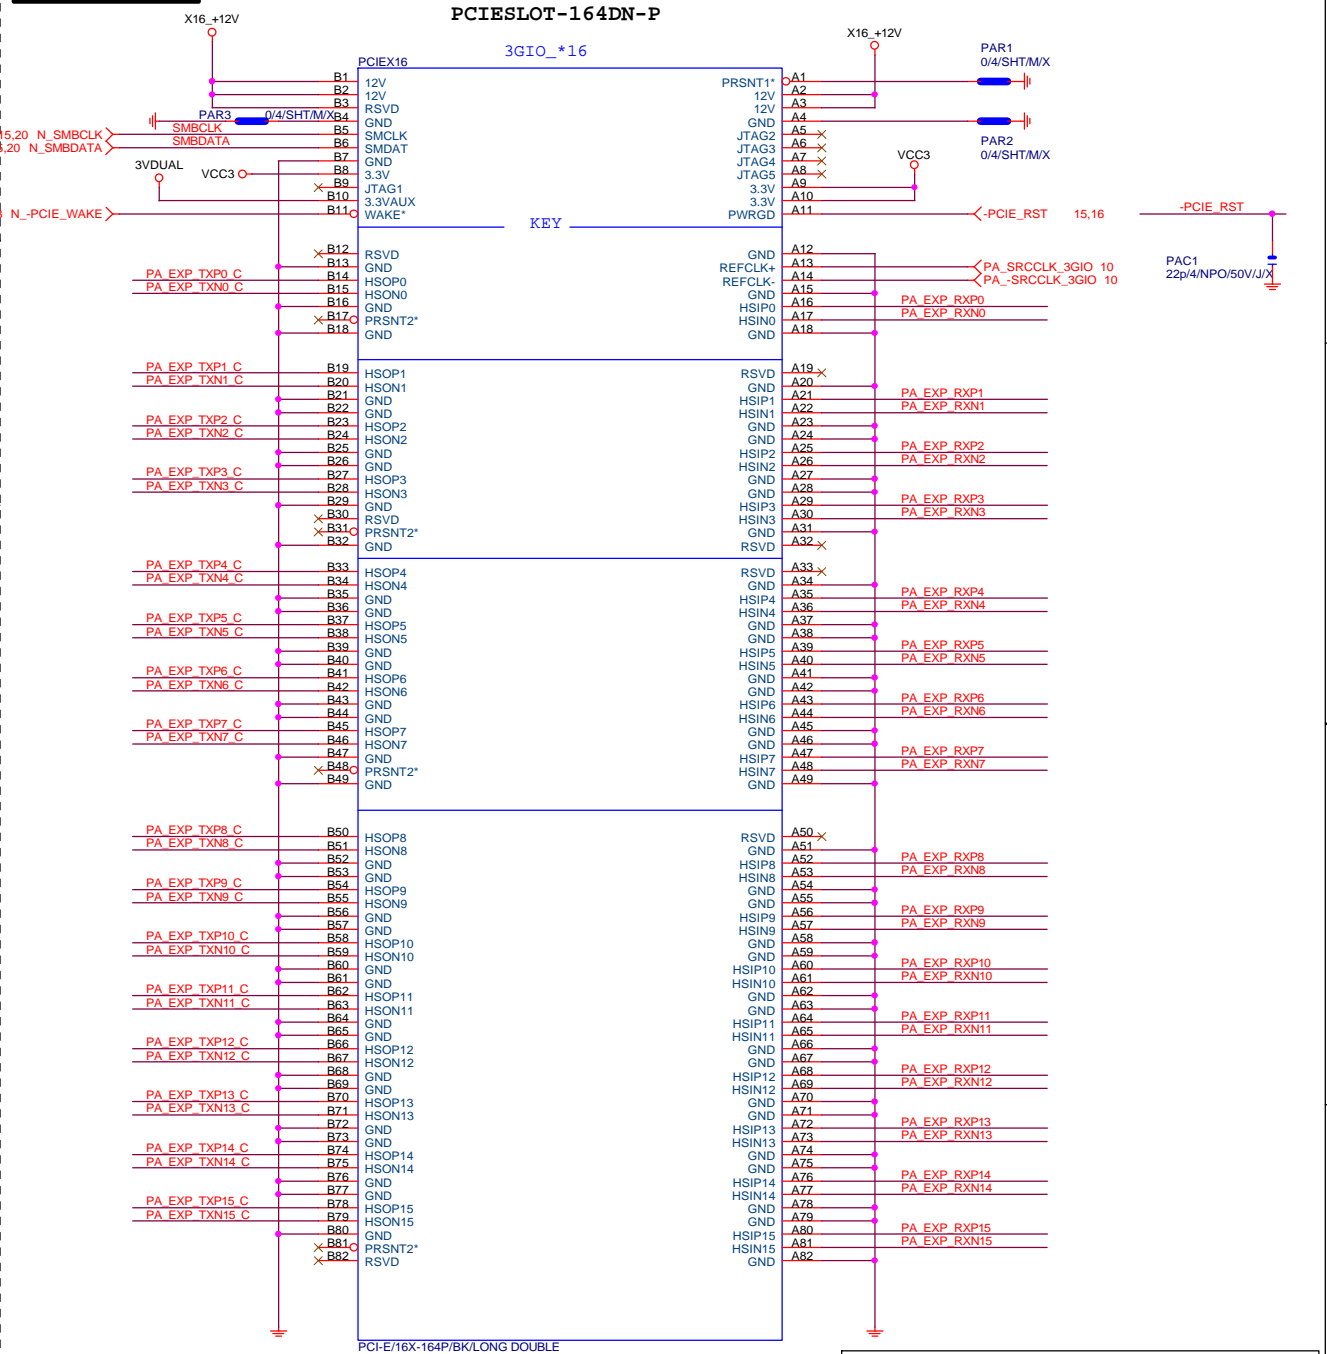 PCIESLOT-164DN-P
3GIO_*16
X16_+12V
X16_+12V
PCIEX16
PAR1
0/4/SHT/M/X
B1 12V PRSNT1* A1
B2 12V 12V A2
B3 RSVD 12V A3
PAR3 0/4/SHT/M/X B4 GND GND A4
15,20 N_SMBCLK SMBCLK B5 SMCLK JTAG2 A5
N_SMBDATA SMBDATA B6 SMDAT JTAG3 A6
PAR2
0/4/SHT/M/X
B7 GND JTAG4 A7
3VDUAL VCC3 B8 3.3V JTAG5 A8 VCC3
B9 JTAG1 3.3V A9
B10 3.3VAUX 3.3V A10
N_-PCIE_WAKE B11 WAKE* PWRGD A11 -PCIE_RST 15,16 -PCIE_RST
KEY
B12 RSVD GND A12
B13 GND REFCLK+ A13 PA_SRCCLK_3GIO 10
PA_EXP_TXP0_C B14 HSOP0 REFCLK- A14 PA_-SRCCLK_3GIO 10
PAC1
22p/4/NPO/50V/J/X
PA_EXP_TXN0_C B15 HSON0 GND A15
B16 GND HSIP0 A16 PA_EXP_RXP0
B17 PRSNT2* HSIN0 A17 PA_EXP_RXN0
B18 GND GND A18
PA_EXP_TXP1_C B19 HSOP1 RSVD A19
PA_EXP_TXN1_C B20 HSON1 GND A20
B21 GND HSIP1 A21 PA_EXP_RXP1
B22 GND HSIN1 A22 PA_EXP_RXN1
PA_EXP_TXP2_C B23 HSOP2 GND A23
PA_EXP_TXN2_C B24 HSON2 GND A24
B25 GND HSIP2 A25 PA_EXP_RXP2
B26 GND HSIN2 A26 PA_EXP_RXN2
PA_EXP_TXP3_C B27 HSOP3 GND A27
PA_EXP_TXN3_C B28 HSON3 GND A28
B29 GND HSIP3 A29 PA_EXP_RXP3
B30 RSVD HSIN3 A30 PA_EXP_RXN3
B31 PRSNT2* GND A31
B32 GND RSVD A32
PA_EXP_TXP4_C B33 HSOP4 RSVD A33
PA_EXP_TXN4_C B34 HSON4 GND A34
B35 GND HSIP4 A35 PA_EXP_RXP4
B36 GND HSIN4 A36 PA_EXP_RXN4
PA_EXP_TXP5_C B37 HSOP5 GND A37
PA_EXP_TXN5_C B38 HSON5 GND A38
B39 GND HSIP5 A39 PA_EXP_RXP5
B40 GND HSIN5 A40 PA_EXP_RXN5
PA_EXP_TXP6_C B41 HSOP6 GND A41
PA_EXP_TXN6_C B42 HSON6 GND A42
B43 GND HSIP6 A43 PA_EXP_RXP6
B44 GND HSIN6 A44 PA_EXP_RXN6
PA_EXP_TXP7_C B45 HSOP7 GND A45
PA_EXP_TXN7_C B46 HSON7 GND A46
B47 GND HSIP7 A47 PA_EXP_RXP7
B48 PRSNT2* HSIN7 A48 PA_EXP_RXN7
B49 GND GND A49
PA_EXP_TXP8_C B50 HSOP8 RSVD A50
PA_EXP_TXN8_C B51 HSON8 GND A51
B52 GND HSIP8 A52 PA_EXP_RXP8
B53 GND HSIN8 A53 PA_EXP_RXN8
PA_EXP_TXP9_C B54 HSOP9 GND A54
PA_EXP_TXN9_C B55 HSON9 GND A55
B56 GND HSIP9 A56 PA_EXP_RXP9
B57 GND HSIN9 A57 PA_EXP_RXN9
PA_EXP_TXP10_C B58 HSOP10 GND A58
PA_EXP_TXN10_C B59 HSON10 GND A59
B60 GND HSIP10 A60 PA_EXP_RXP10
B61 GND HSIN10 A61 PA_EXP_RXN10
PA_EXP_TXP11_C B62 HSOP11 GND A62
PA_EXP_TXN11_C B63 HSON11 GND A63
B64 GND HSIP11 A64 PA_EXP_RXP11
B65 GND HSIN11 A65 PA_EXP_RXN11
PA_EXP_TXP12_C B66 HSOP12 GND A66
PA_EXP_TXN12_C B67 HSON12 GND A67
B68 GND HSIP12 A68 PA_EXP_RXP12
B69 GND HSIN12 A69 PA_EXP_RXN12
PA_EXP_TXP13_C B70 HSOP13 GND A70
PA_EXP_TXN13_C B71 HSON13 GND A71
B72 GND HSIP13 A72 PA_EXP_RXP13
B73 GND HSIN13 A73 PA_EXP_RXN13
PA_EXP_TXP14_C B74 HSOP14 GND A74
PA_EXP_TXN14_C B75 HSON14 GND A75
B76 GND HSIP14 A76 PA_EXP_RXP14
B77 GND HSIN14 A77 PA_EXP_RXN14
PA_EXP_TXP15_C B78 HSOP15 GND A78
PA_EXP_TXN15_C B79 HSON15 GND A79
B80 GND HSIP15 A80 PA_EXP_RXP15
B81 PRSNT2* HSIN15 A81 PA_EXP_RXN15
B82 RSVD GND A82
PCI-E/16X-164P/BK/LONG DOUBLE